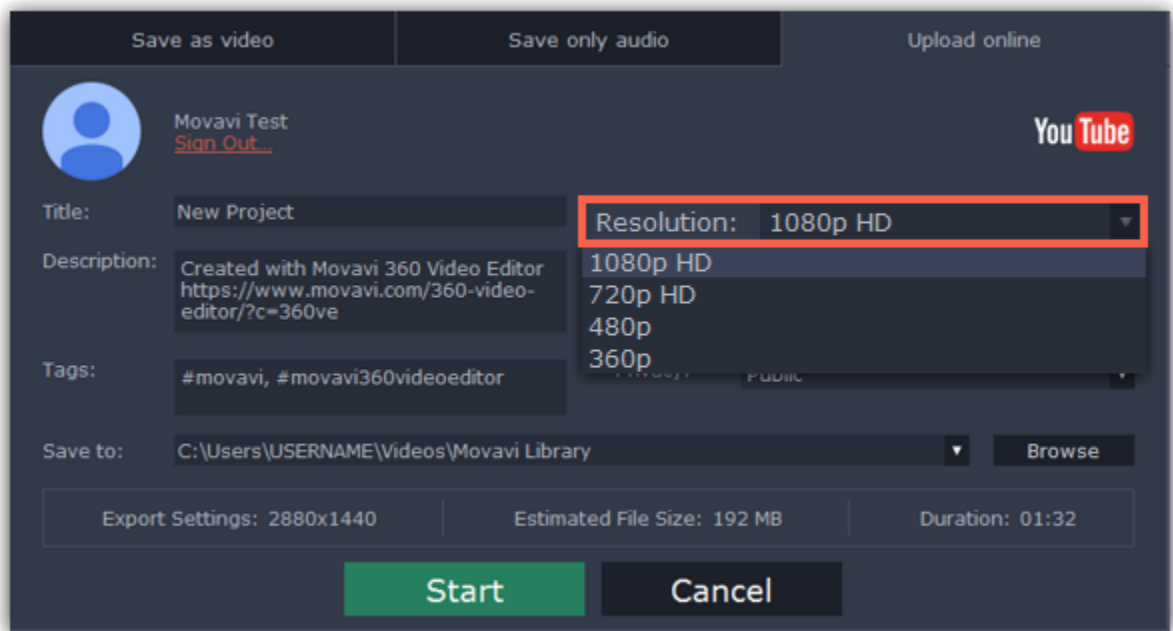 Save as video
Save only audio
Upload online
Movavi Test
Sign Out...
YouTube
Title:
New Project
Resolution: 1080p HD
1080p HD
720p HD
480p
360p
Description:
Created with Movavi 360 Video Editor
https://www.movavi.com/360-video-
editor/?c=360ve
Tags:
#movavi, #movavi360videoeditor
Public
Save to:
C:\Users\USERNAME\Videos\Movavi Library
Browse
Export Settings: 2880x1440
Estimated File Size: 192 MB
Duration: 01:32
Start
Cancel